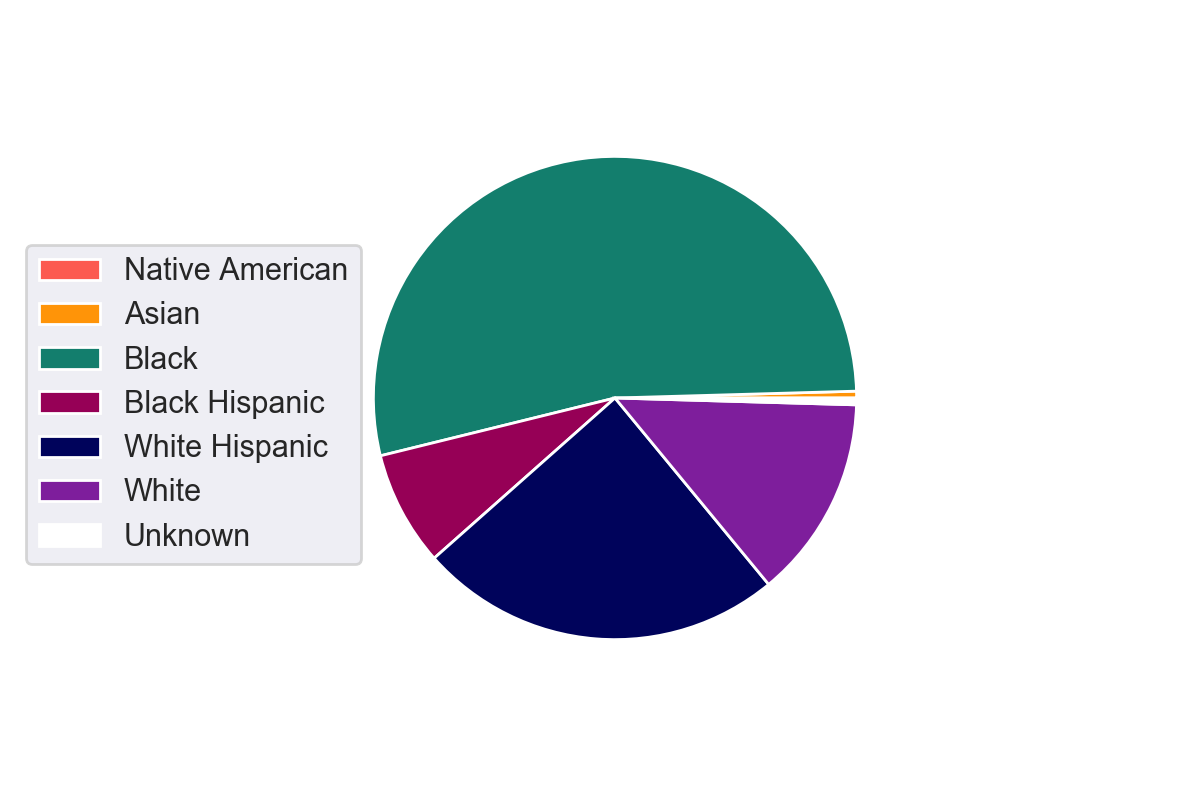 Native American
Asian
Black
Black Hispanic
White Hispanic
White
Unknown